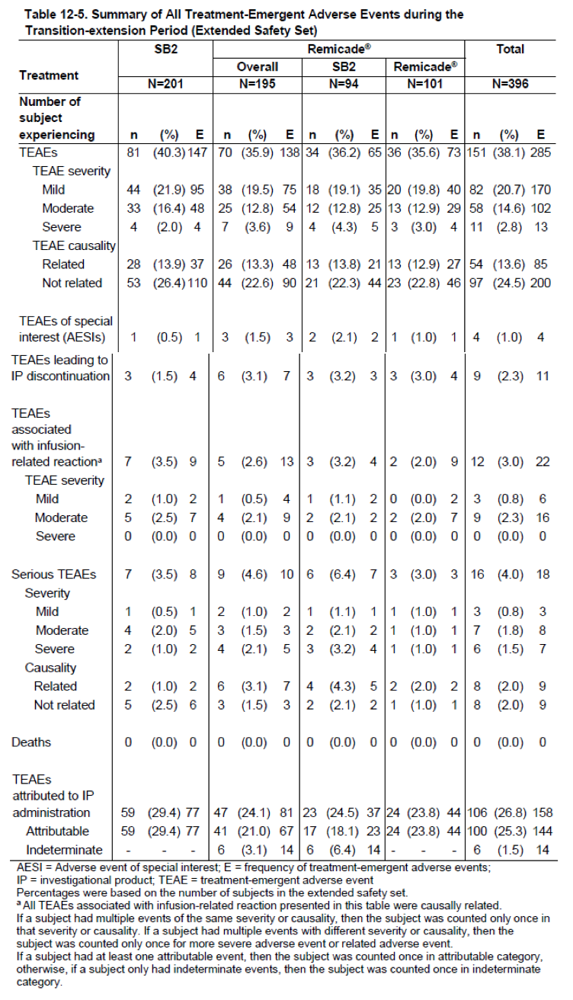 Table 12-5. Summary of All Treatment-Emergent Adverse Events during the
Transition-extension Period (Extended Safety Set)
SB2 Remicade® Total
Treatment Overall SB2 Remicade®
N=201 N=195 N=94 N=101 N=396
Number of
subject
experiencing n (%) E n (%) E n (%) E n (%) E n (%) E
TEAEs 81 (40.3) 147 70 (35.9) 138 34 (36.2) 65 36 (35.6) 73 151 (38.1) 285
TEAE severity
Mild 44 (21.9) 95 38 (19.5) 75 18 (19.1) 35 20 (19.8) 40 82 (20.7) 170
Moderate 33 (16.4) 48 25 (12.8) 54 12 (12.8) 25 13 (12.9) 29 58 (14.6) 102
Severe 4 (2.0) 4 7 (3.6) 9 4 (4.3) 5 3 (3.0) 4 11 (2.8) 13
TEAE causality
Related 28 (13.9) 37 26 (13.3) 48 13 (13.8) 21 13 (12.9) 27 54 (13.6) 85
Not related 53 (26.4) 110 44 (22.6) 90 21 (22.3) 44 23 (22.8) 46 97 (24.5) 200
TEAEs of special
interest (AESIs) 1 (0.5) 1 3 (1.5) 3 2 (2.1) 2 1 (1.0) 1 4 (1.0) 4
TEAEs leading to
IP discontinuation 3 (1.5) 4 6 (3.1) 7 3 (3.2) 3 3 (3.0) 4 9 (2.3) 11
TEAEs
associated
with infusion-
related reactionᵃ 7 (3.5) 9 5 (2.6) 13 3 (3.2) 4 2 (2.0) 9 12 (3.0) 22
TEAE severity
Mild 2 (1.0) 2 1 (0.5) 4 1 (1.1) 2 0 (0.0) 2 3 (0.8) 6
Moderate 5 (2.5) 7 4 (2.1) 9 2 (2.1) 2 2 (2.0) 7 9 (2.3) 16
Severe 0 (0.0) 0 0 (0.0) 0 0 (0.0) 0 0 (0.0) 0 0 (0.0) 0
Serious TEAEs 7 (3.5) 8 9 (4.6) 10 6 (6.4) 7 3 (3.0) 3 16 (4.0) 18
Severity
Mild 1 (0.5) 1 2 (1.0) 2 1 (1.1) 1 1 (1.0) 1 3 (0.8) 3
Moderate 4 (2.0) 5 3 (1.5) 3 2 (2.1) 2 1 (1.0) 1 7 (1.8) 8
Severe 2 (1.0) 2 4 (2.1) 5 3 (3.2) 4 1 (1.0) 1 6 (1.5) 7
Causality
Related 2 (1.0) 2 6 (3.1) 7 4 (4.3) 5 2 (2.0) 2 8 (2.0) 9
Not related 5 (2.5) 6 3 (1.5) 3 2 (2.1) 2 1 (1.0) 1 8 (2.0) 9
Deaths 0 (0.0) 0 0 (0.0) 0 0 (0.0) 0 0 (0.0) 0 0 (0.0) 0
TEAEs
attributed to IP
administration 59 (29.4) 77 47 (24.1) 81 23 (24.5) 37 24 (23.8) 44 106 (26.8) 158
Attributable 59 (29.4) 77 41 (21.0) 67 17 (18.1) 23 24 (23.8) 44 100 (25.3) 144
Indeterminate - - - 6 (3.1) 14 6 (6.4) 14 - - - 6 (1.5) 14
AESI = Adverse event of special interest; E = frequency of treatment-emergent adverse events;
IP = investigational product; TEAE = treatment-emergent adverse event
Percentages were based on the number of subjects in the extended safety set.
ᵃ All TEAEs associated with infusion-related reaction presented in this table were causally related.
If a subject had multiple events of the same severity or causality, then the subject was counted only once in
that severity or causality. If a subject had multiple events with different severity or causality, then the
subject was counted only once for more severe adverse event or related adverse event.
If a subject had at least one attributable event, then the subject was counted once in attributable category,
otherwise, if a subject only had indeterminate events, then the subject was counted once in indeterminate
category.